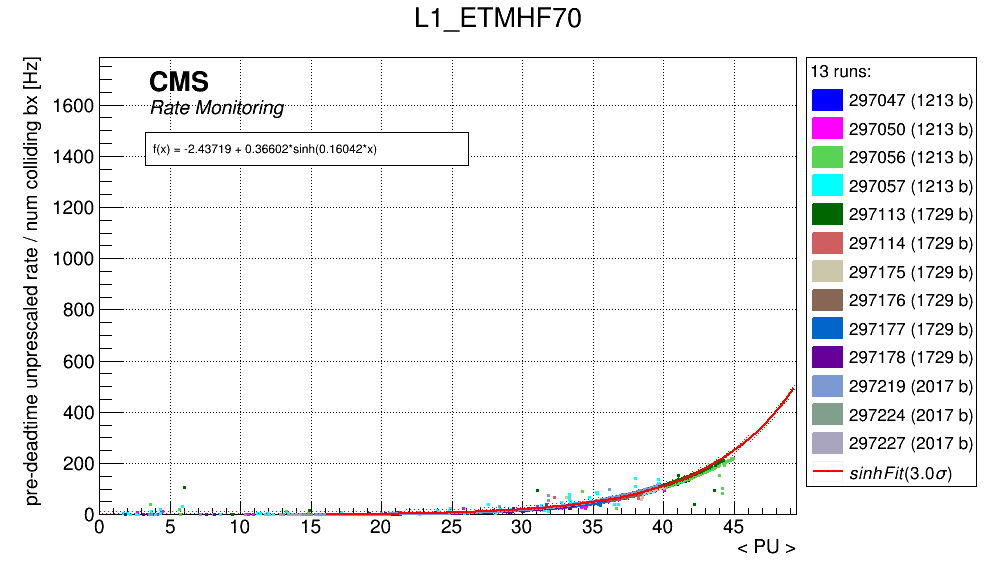 L1_ETMHF70
pre-deadtime unprescaled rate / num colliding bx [Hz]
CMS
Rate Monitoring
f(x) = -2.43719 + 0.36602*sinh(0.16042*x)
1600
1400
1200
1000
800
600
400
200
0
0 5 10 15 20 25 30 35 40 45
< PU >
13 runs:
297047 (1213 b)
297050 (1213 b)
297056 (1213 b)
297057 (1213 b)
297113 (1729 b)
297114 (1729 b)
297175 (1729 b)
297176 (1729 b)
297177 (1729 b)
297178 (1729 b)
297219 (2017 b)
297224 (2017 b)
297227 (2017 b)
sinhFit(3.0σ)